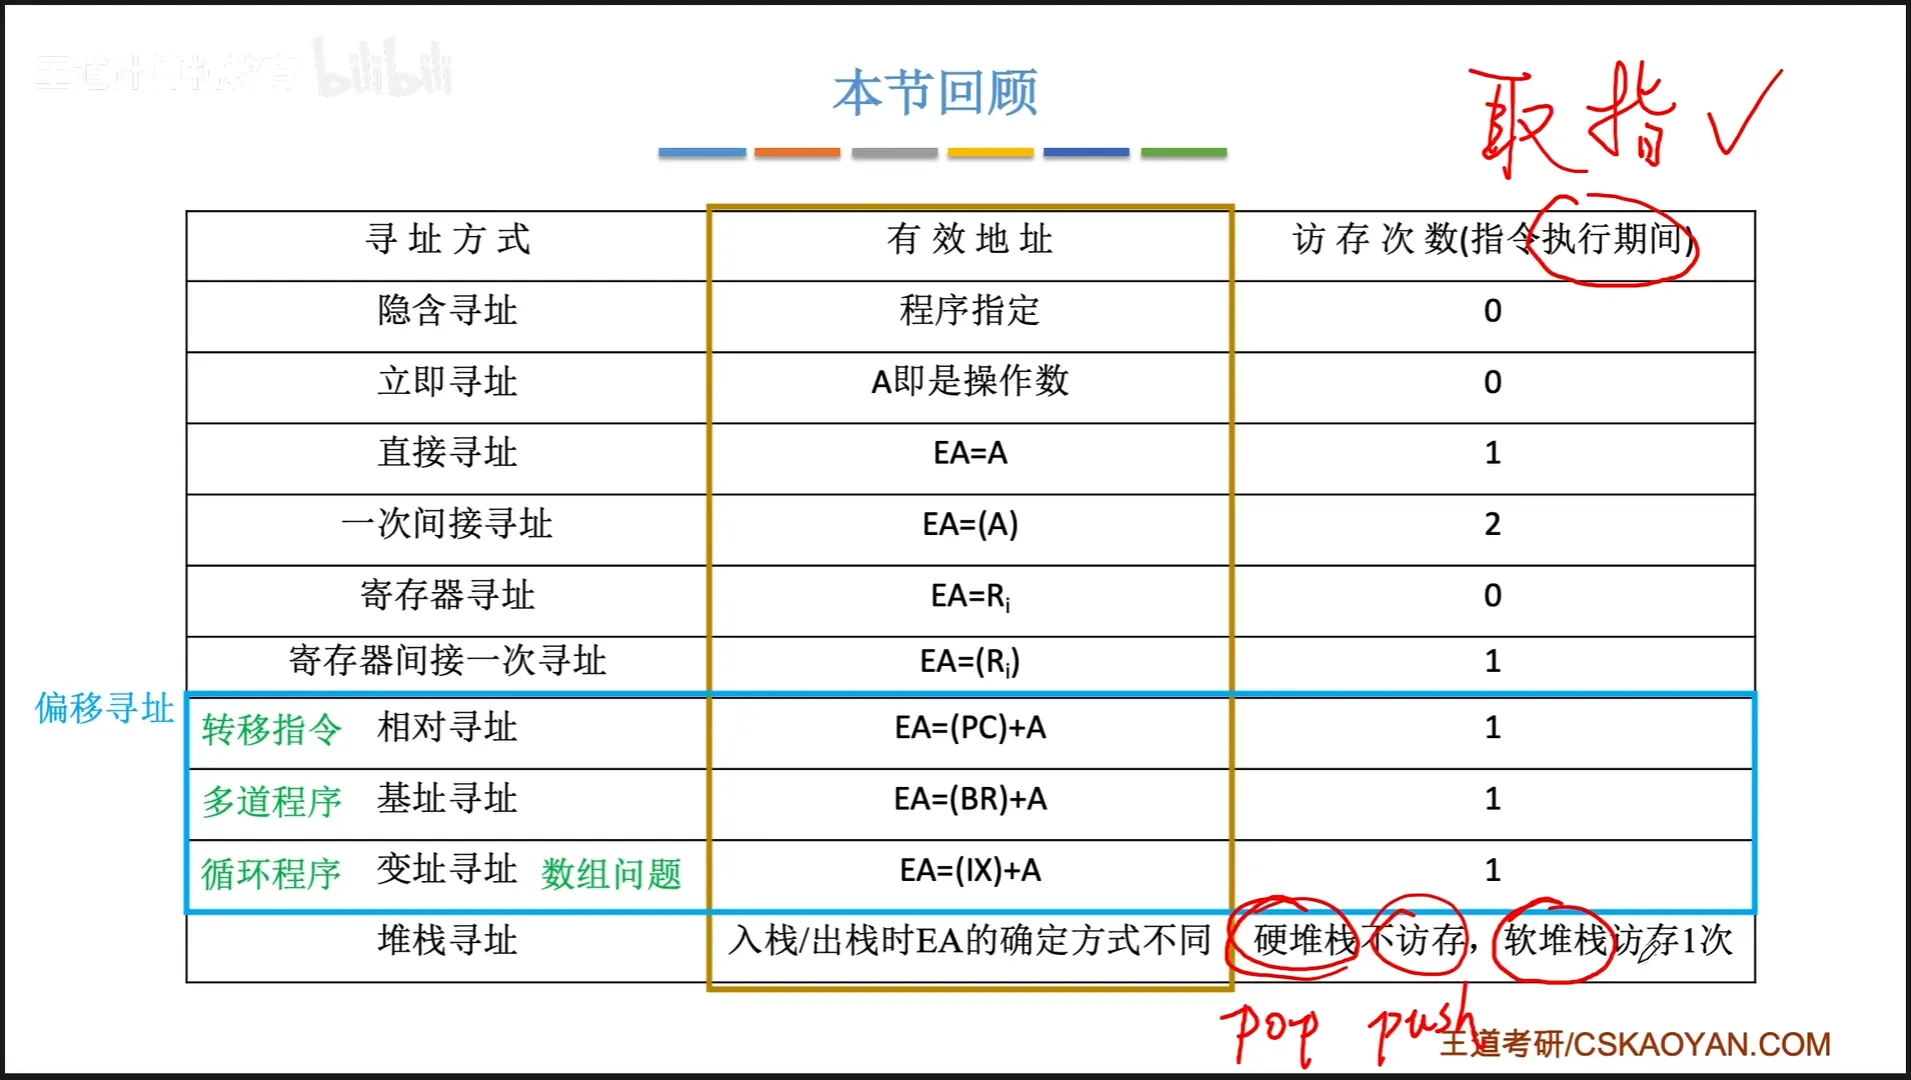 王道计算机教育 bilibili
本节回顾
取指✓
寻址方式 有效地址 访存次数(指令执行期间)
隐含寻址 程序指定 0
立即寻址 A即是操作数 0
直接寻址 EA=A 1
一次间接寻址 EA=(A) 2
寄存器寻址 EA=Ri 0
寄存器间接一次寻址 EA=(Ri) 1
偏移寻址
转移指令 相对寻址 EA=(PC)+A 1
多道程序 基址寻址 EA=(BR)+A 1
循环程序 变址寻址 数组问题 EA=(IX)+A 1
堆栈寻址 入栈/出栈时EA的确定方式不同 硬堆栈不访存，软堆栈访存1次
pop push
王道考研/CSKAOYAN.COM